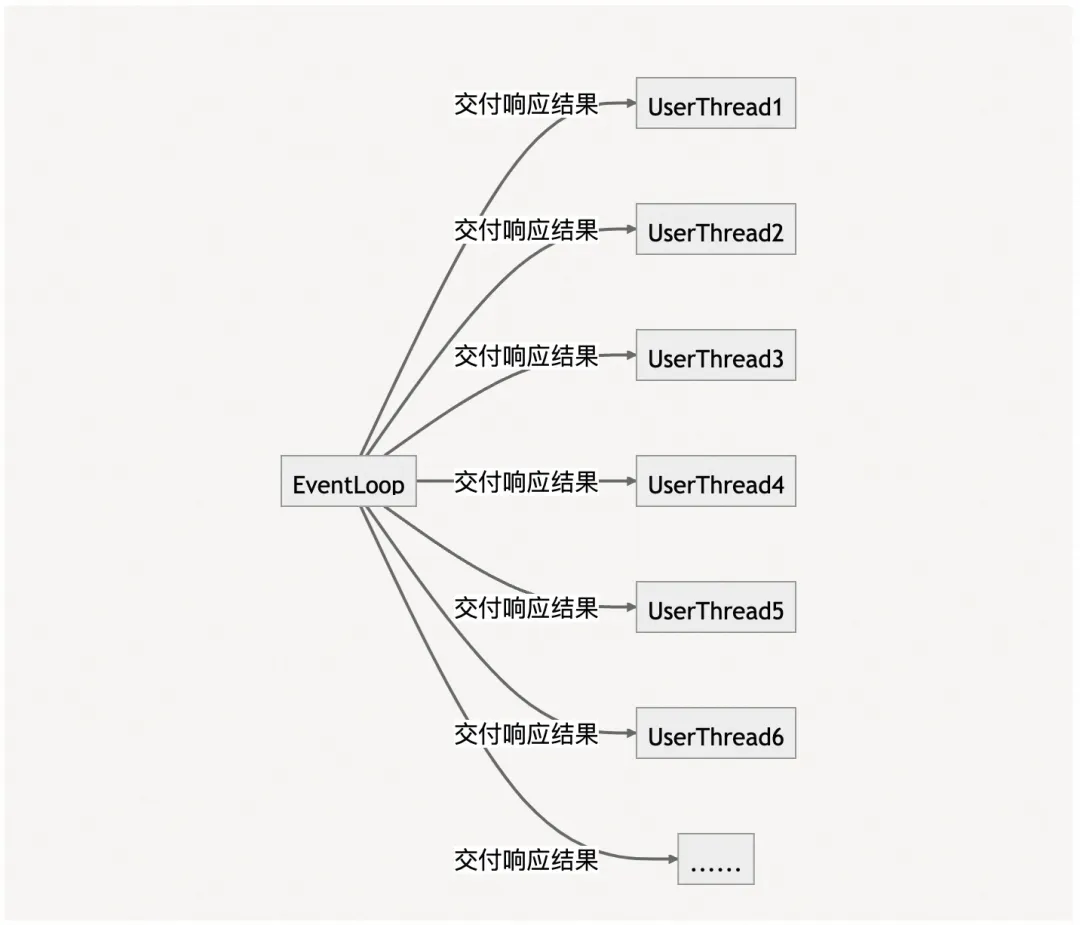 交付响应结果 UserThread1
交付响应结果 UserThread2
交付响应结果 UserThread3
EventLoop 交付响应结果 UserThread4
交付响应结果 UserThread5
交付响应结果 UserThread6
交付响应结果 ……